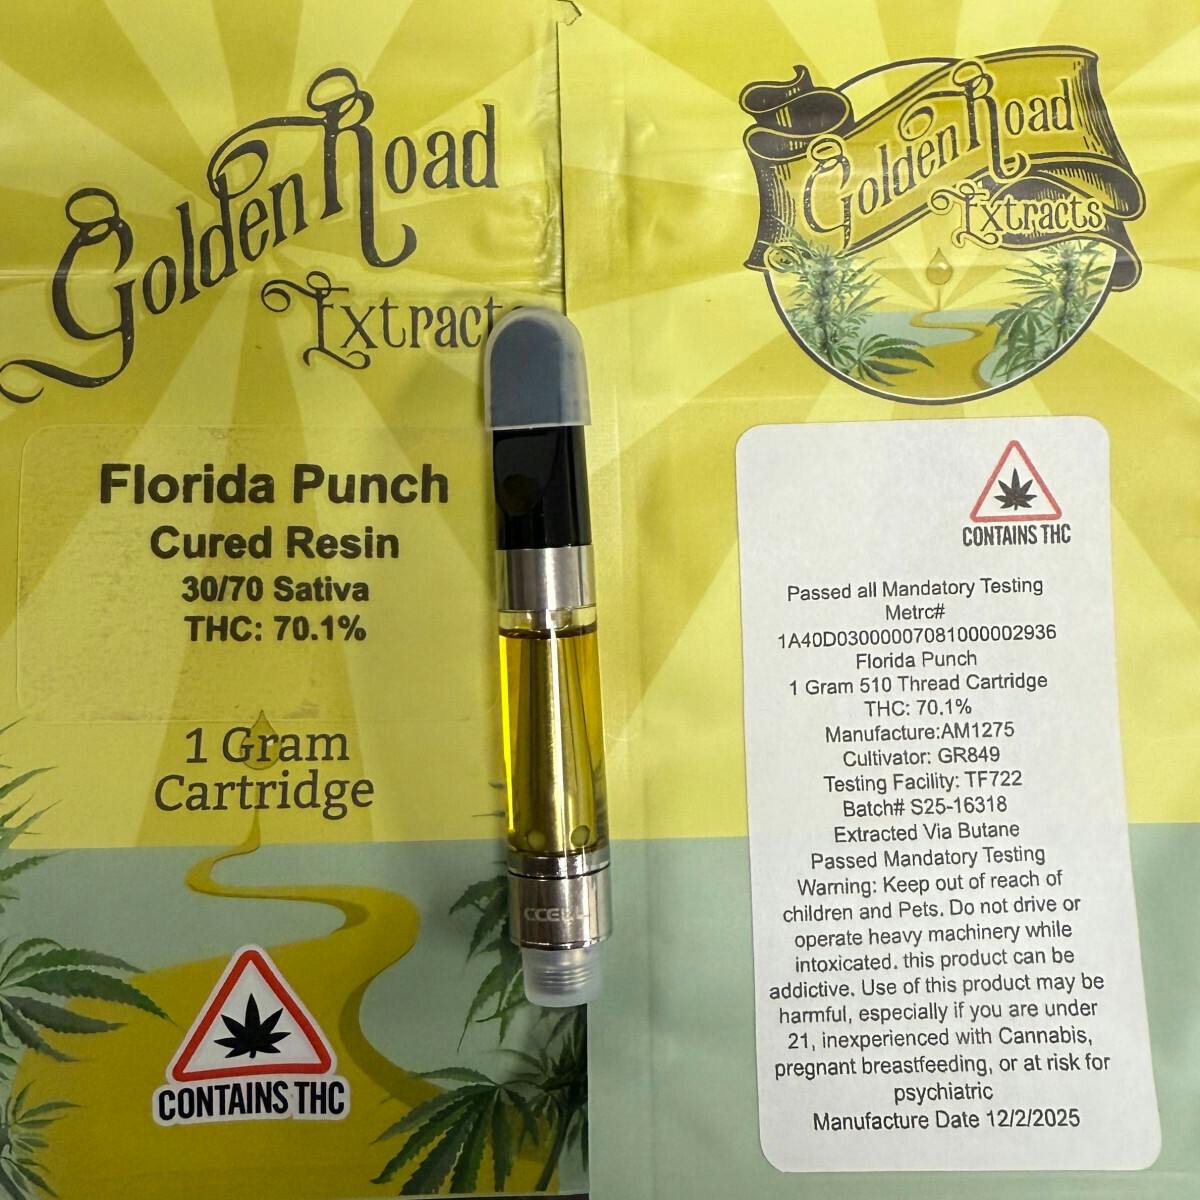 Golden Road
Extracts
Florida Punch
Cured Resin
30/70 Sativa
THC: 70.1%
1 Gram
Cartridge
CONTAINS THC
CCELL
Golden Road
Extracts
CONTAINS THC
Passed all Mandatory Testing
Metrc#
1A40D0300007081000002936
Florida Punch
1 Gram 510 Thread Cartridge
THC: 70.1%
Manufacture:AM1275
Cultivator: GR849
Testing Facility: TF722
Batch# S25-16318
Extracted Via Butane
Passed Mandatory Testing
Warning: Keep out of reach of
children and Pets. Do not drive or
operate heavy machinery while
intoxicated. this product can be
addictive. Use of this product may be
harmful, especially if you are under
21, inexperienced with Cannabis,
pregnant breastfeeding, or at risk for
psychiatric
Manufacture Date 12/2/2025